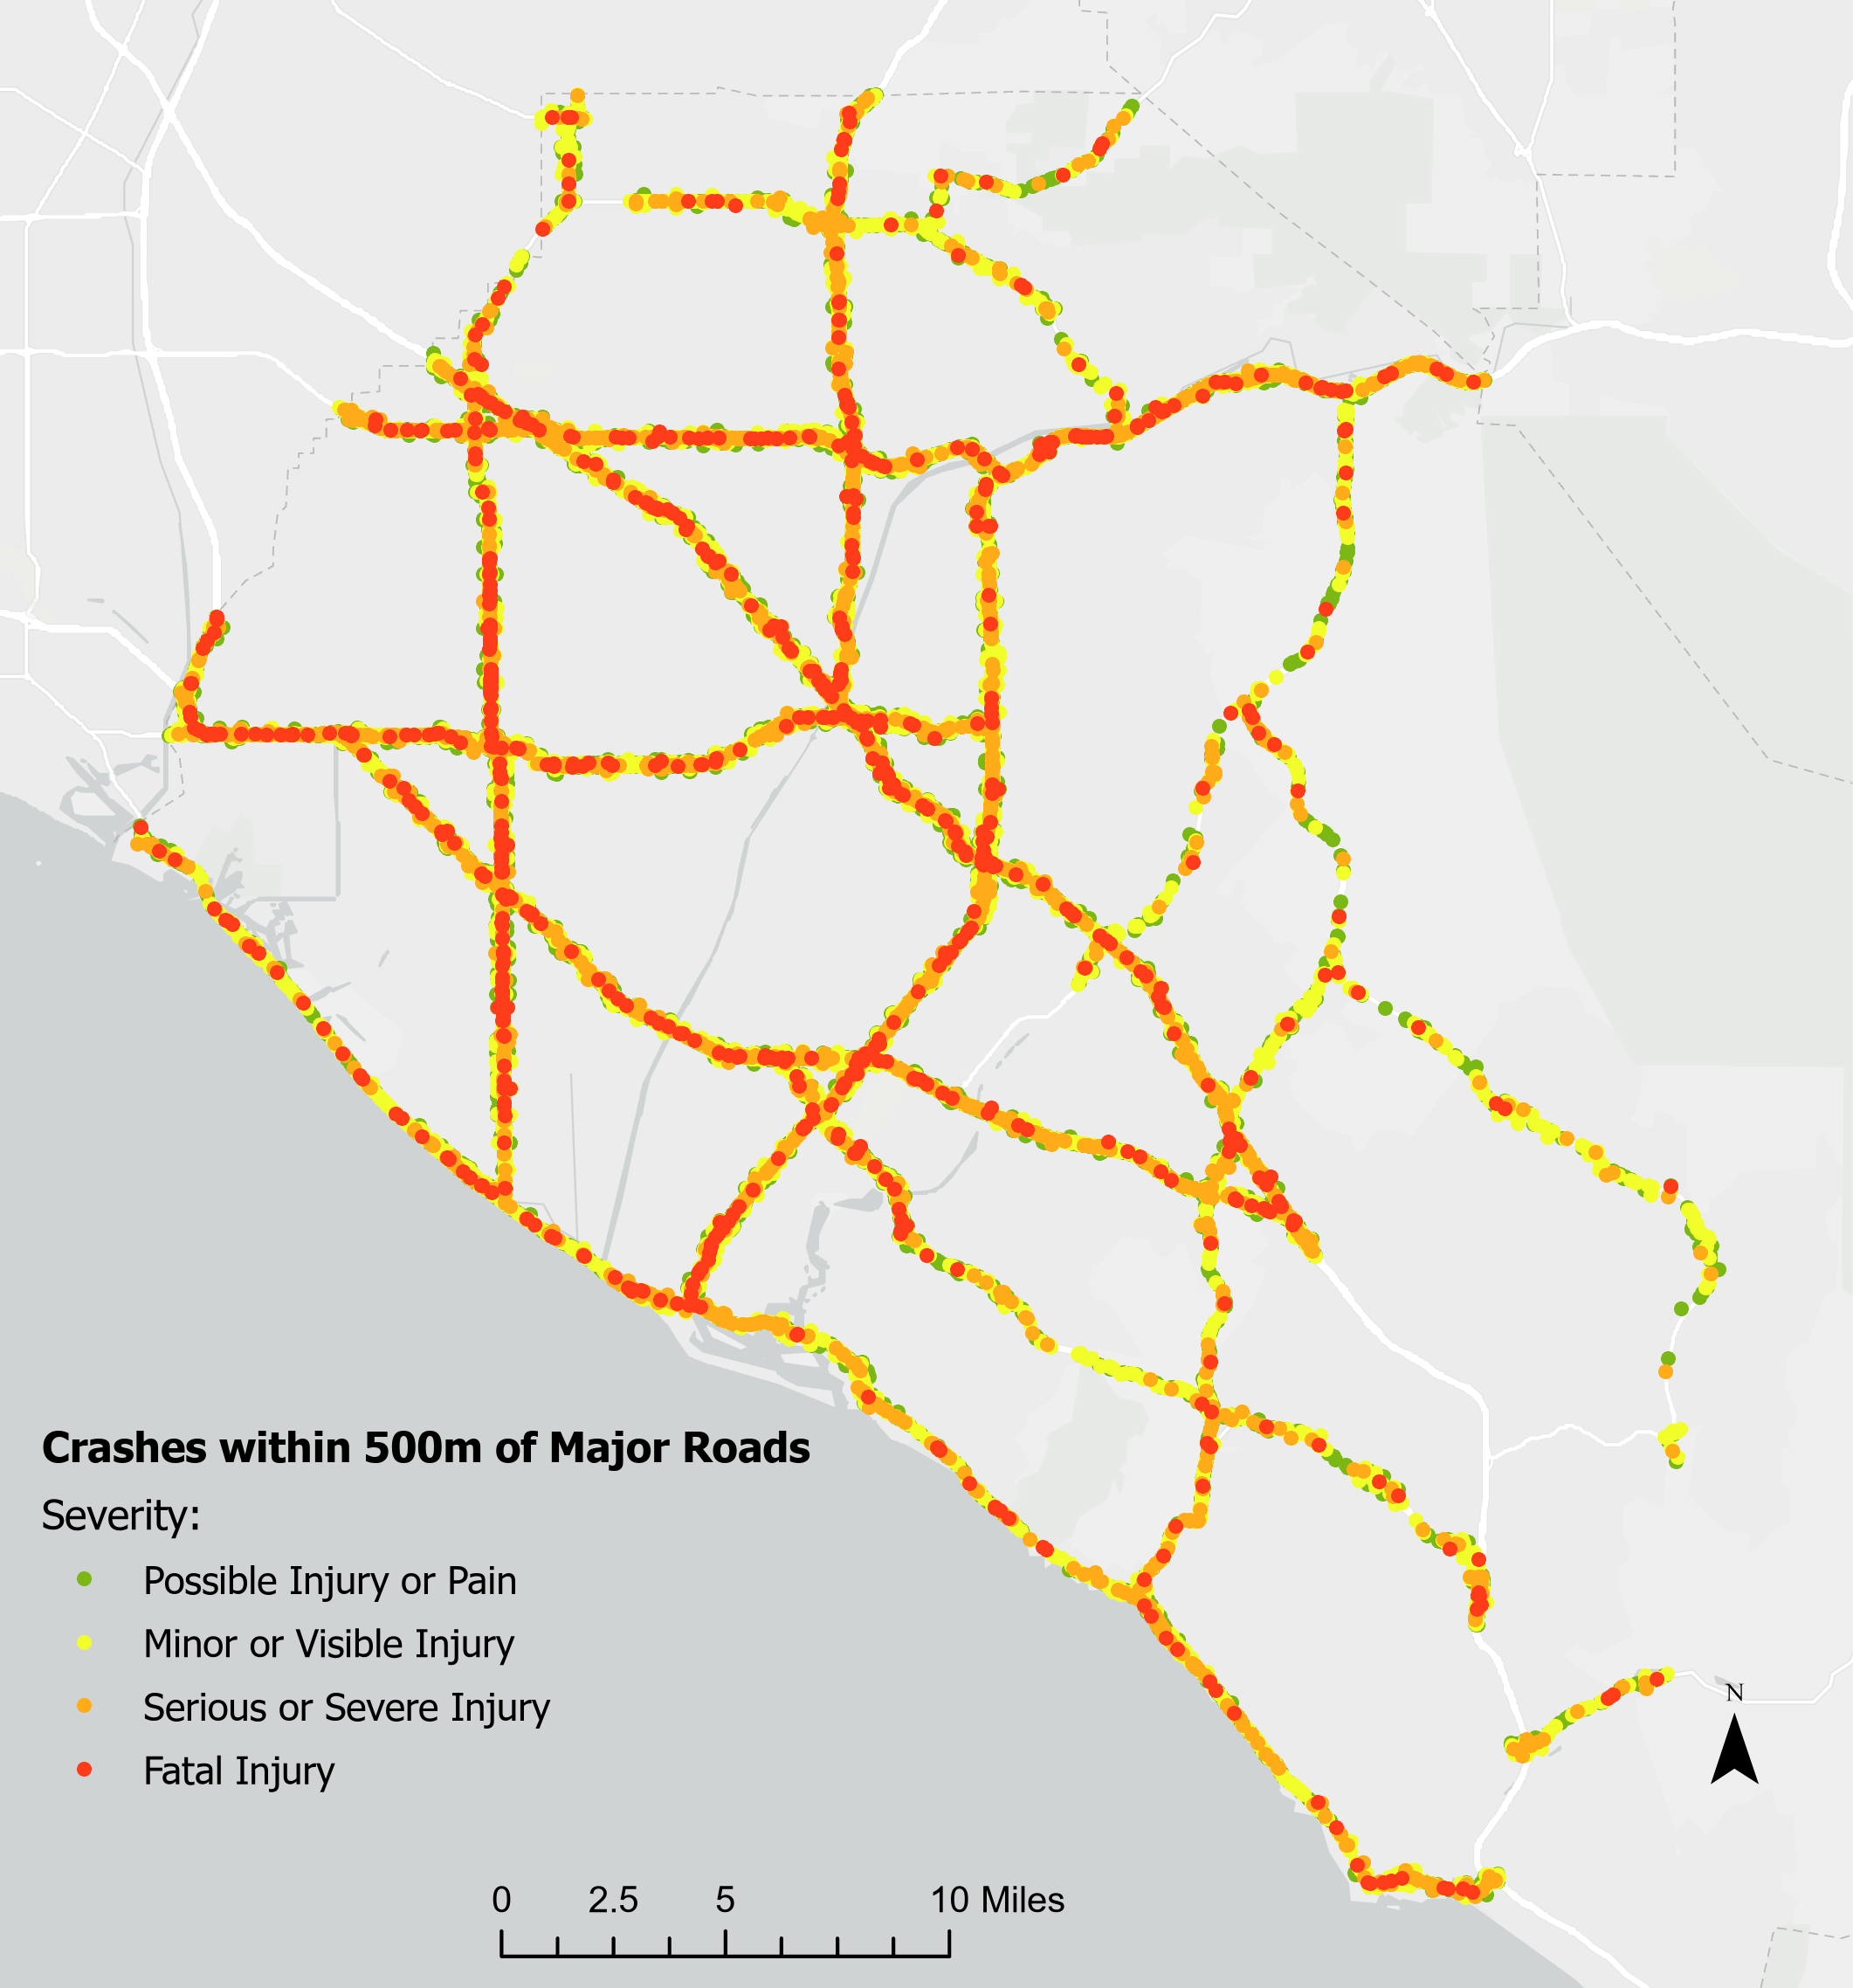 Crashes within 500m of Major Roads
Severity:
Possible Injury or Pain
Minor or Visible Injury
Serious or Severe Injury
Fatal Injury
N
0 2.5 5 10 Miles